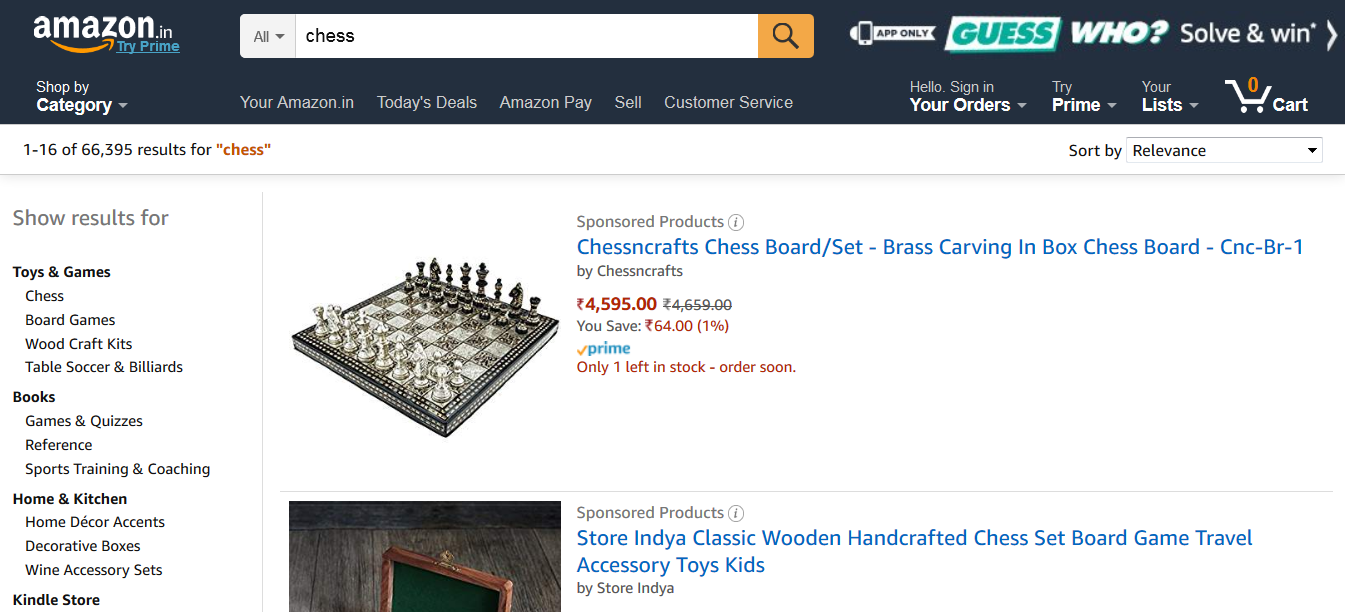 amazon.in
Try Prime
All
chess
APP ONLY
GUESS WHO? Solve & win*
Shop by
Category
Your Amazon.in
Today's Deals
Amazon Pay
Sell
Customer Service
Hello. Sign in
Your Orders
Try
Prime
Your
Lists
0
Cart
1-16 of 66,395 results for "chess"
Sort by Relevance
Show results for
Toys & Games
Chess
Board Games
Wood Craft Kits
Table Soccer & Billiards
Books
Games & Quizzes
Reference
Sports Training & Coaching
Home & Kitchen
Home Décor Accents
Decorative Boxes
Wine Accessory Sets
Kindle Store
Sponsored Products i
Chessncrafts Chess Board/Set - Brass Carving In Box Chess Board - Cnc-Br-1
by Chessncrafts
₹4,595.00 ₹4,659.00
You Save: ₹64.00 (1%)
prime
Only 1 left in stock - order soon.
Sponsored Products i
Store Indya Classic Wooden Handcrafted Chess Set Board Game Travel
Accessory Toys Kids
by Store Indya